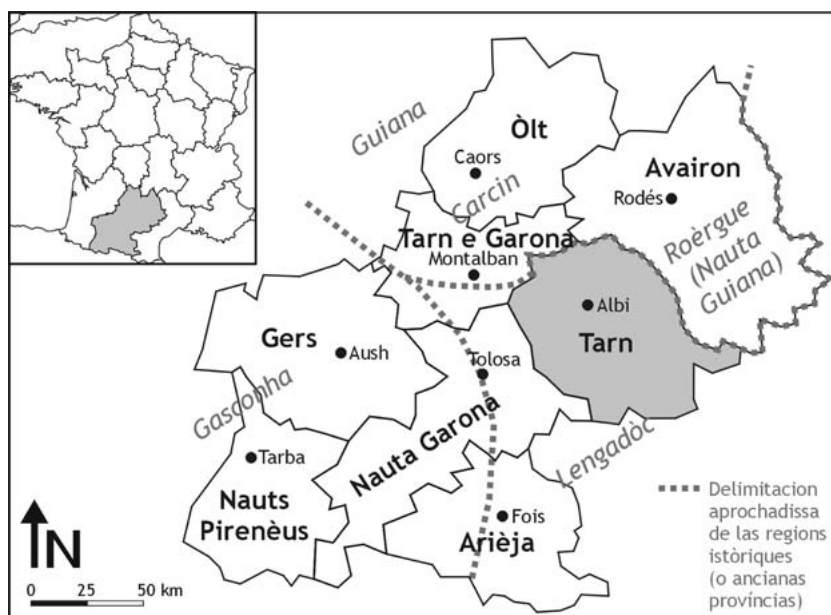 Guiana
Òlt
Caors
Carcin
Avairon
Rodés
Roèrgue
(Nauta
Guiana)
Tarn e Garona
Montalban
Albi
Tarn
Gers
Aush
Tolosa
Gasconha
Nauta Garona
Lengadòc
Tarba
Nauts
Pirenèus
Fois
Arièja
N
0 25 50 km
Delimitacion
aprochadissa
de las regions
istòriques
(o ancianas
províncias)